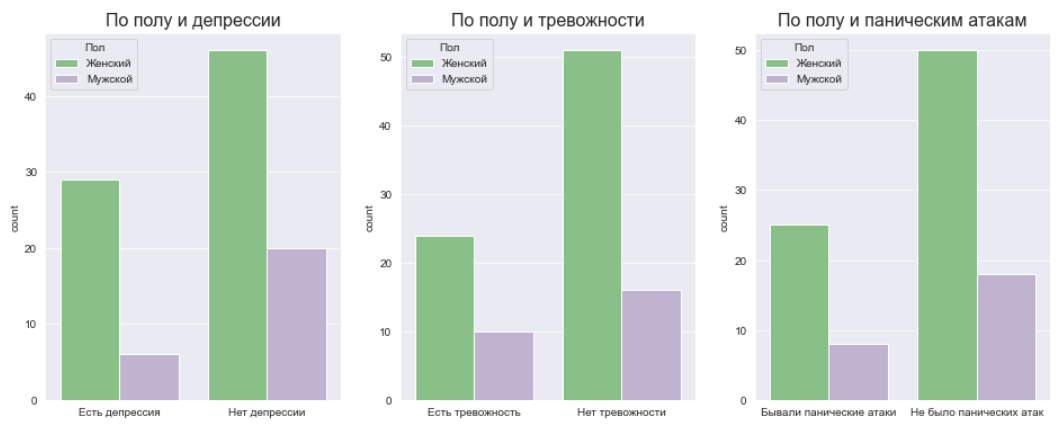 По полу и депрессии
Пол
Женский
Мужской
count
40
30
20
10
0
Есть депрессия
Нет депрессии
По полу и тревожности
Пол
Женский
Мужской
count
50
40
30
20
10
0
Есть тревожность
Нет тревожности
По полу и паническим атакам
Пол
Женский
Мужской
count
50
40
30
20
10
0
Бывали панические атаки
Не было панических атак